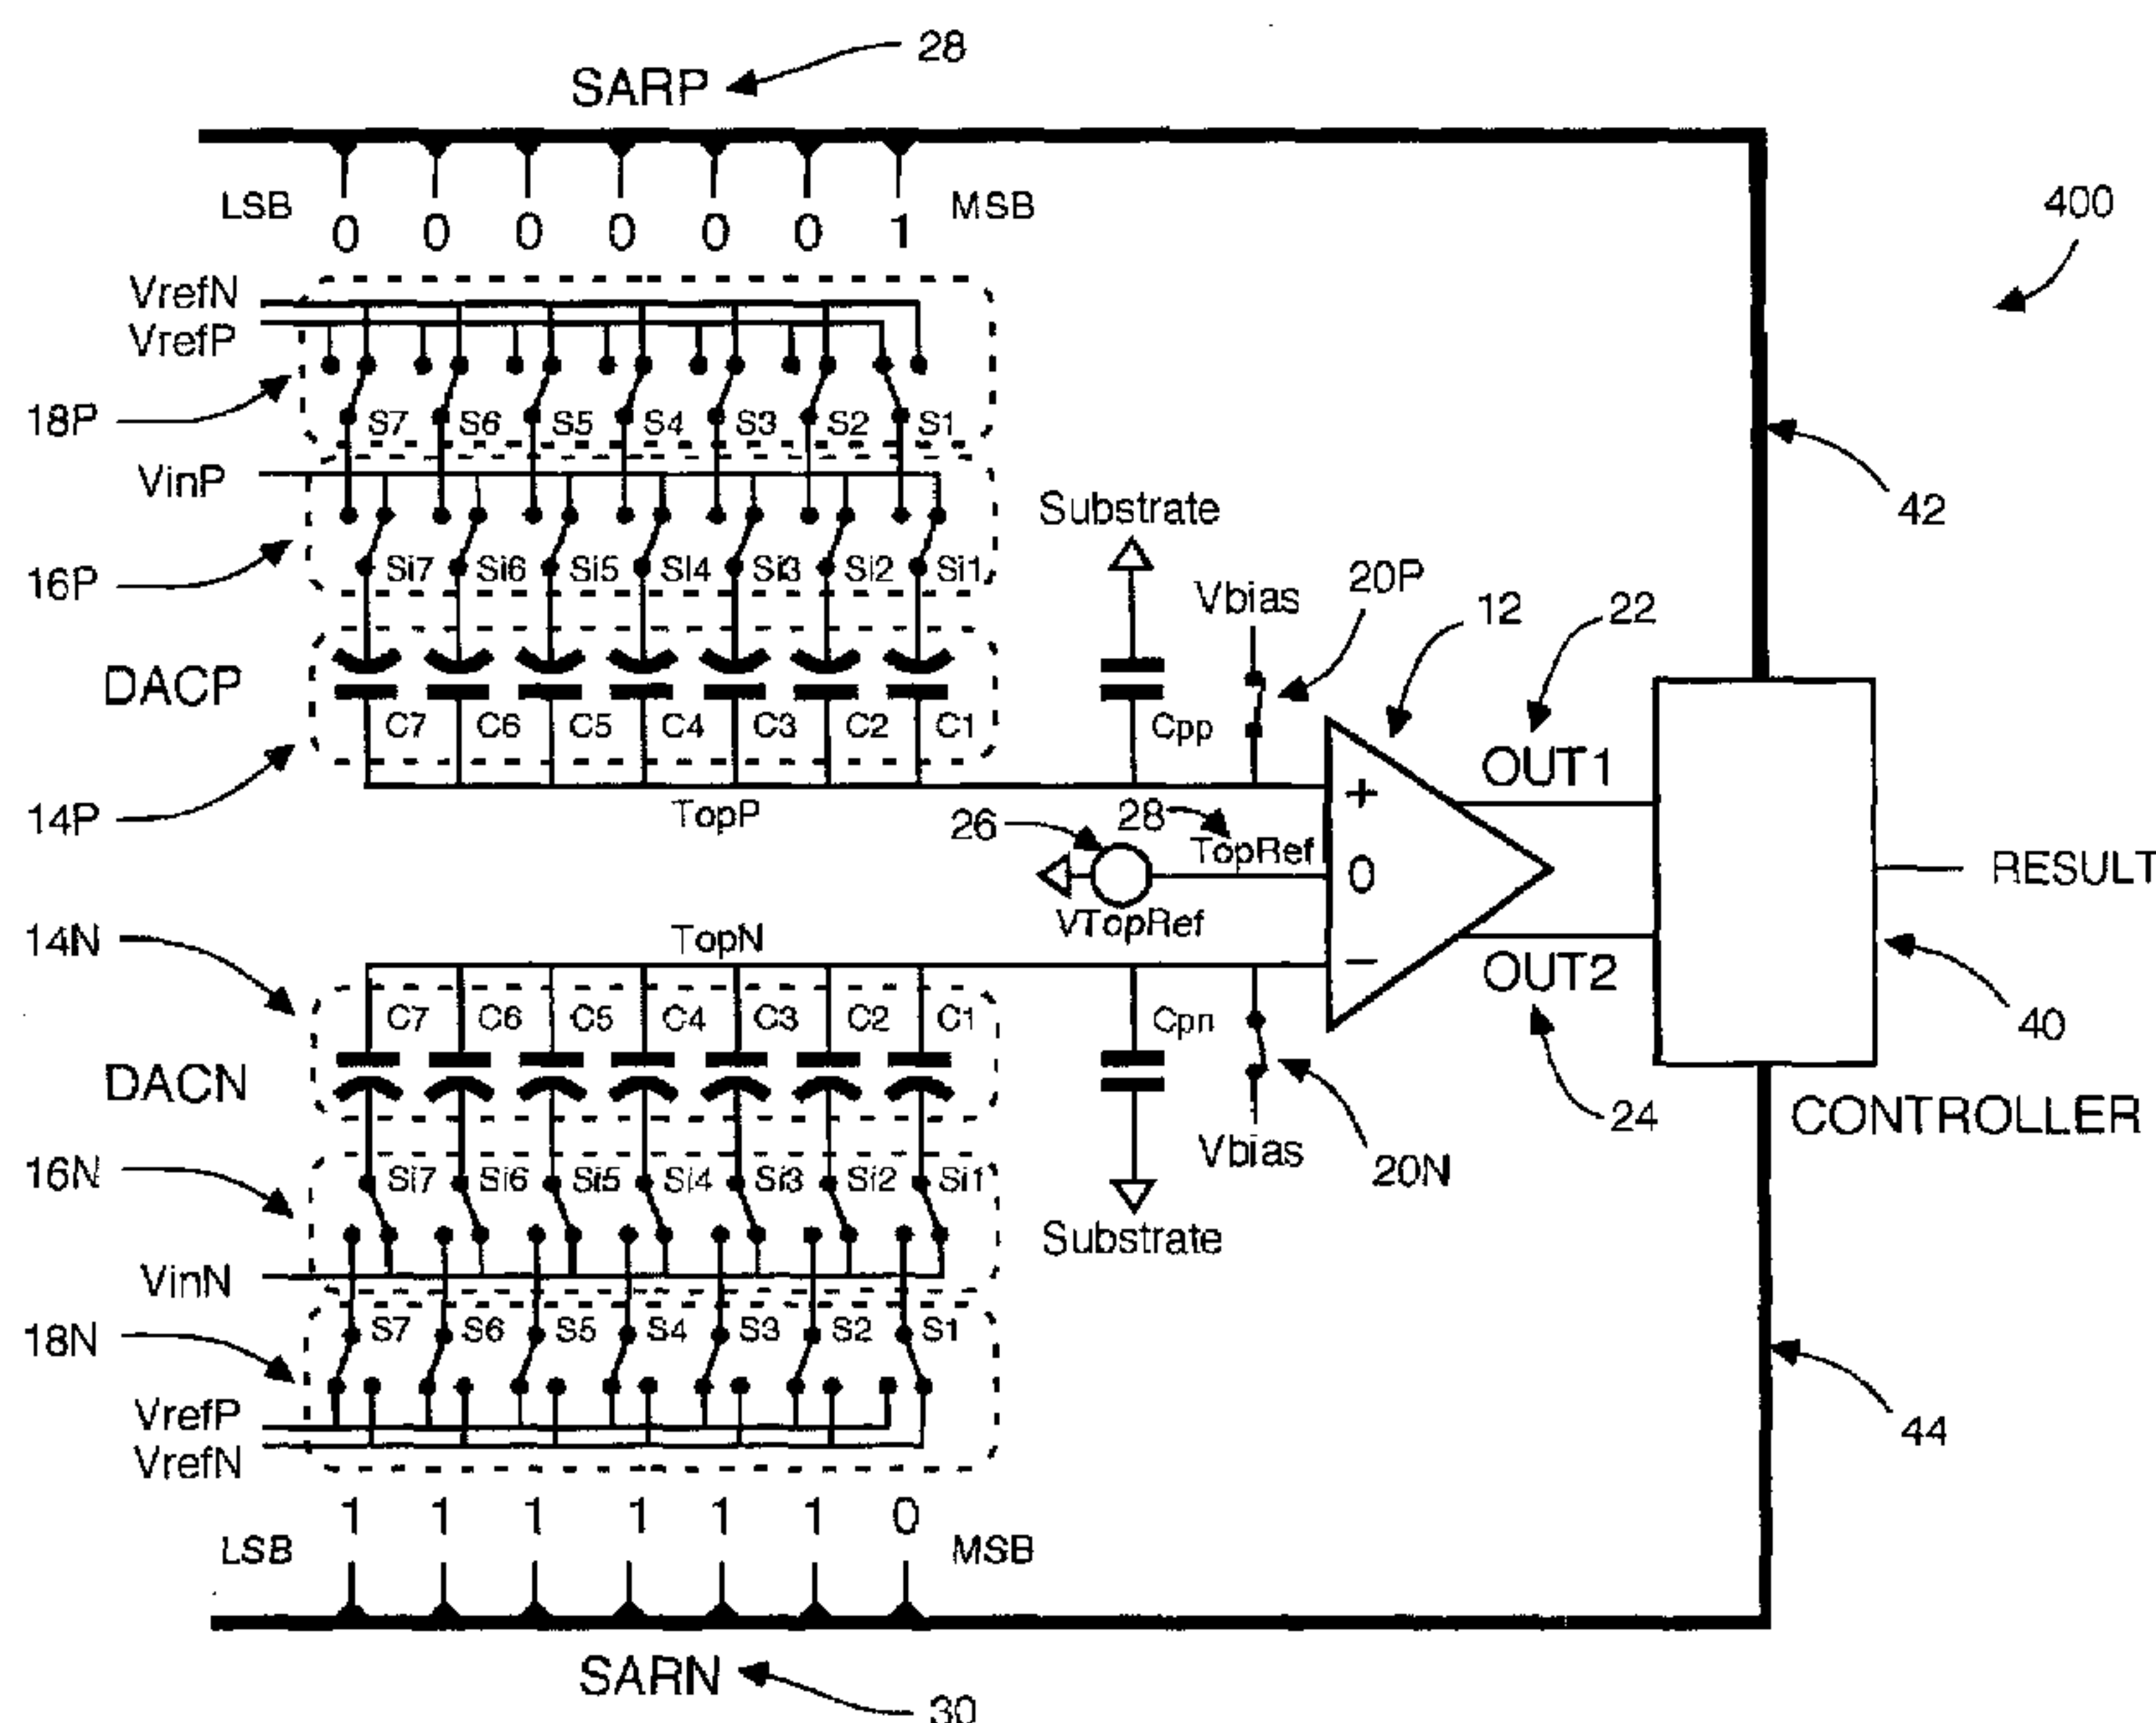 28
SARP
400
LSB 0 0 0 0 0 0 1 MSB
VrefN
VrefP
18P
S7 S6 S5 S4 S3 S2 S1
VinP
Substrate
42
16P
Si7 Si6 Si5 Si4 Si3 Si2 Si1
Vbias
20P
12
22
DACP
C7 C6 C5 C4 C3 C2 C1
Cpp
OUT1
14P
TopP
+
26
28
TopRef
0
VTopRef
RESULT
14N
TopN
−
OUT2
C7 C6 C5 C4 C3 C2 C1
Cpn
40
DACN
24
CONTROLLER
Vbias
20N
16N
Si7 Si6 Si5 Si4 Si3 Si2 Si1
Substrate
VinN
18N
S7 S6 S5 S4 S3 S2 S1
VrefP
VrefN
44
1 1 1 1 1 1 0
LSB MSB
SARN
30